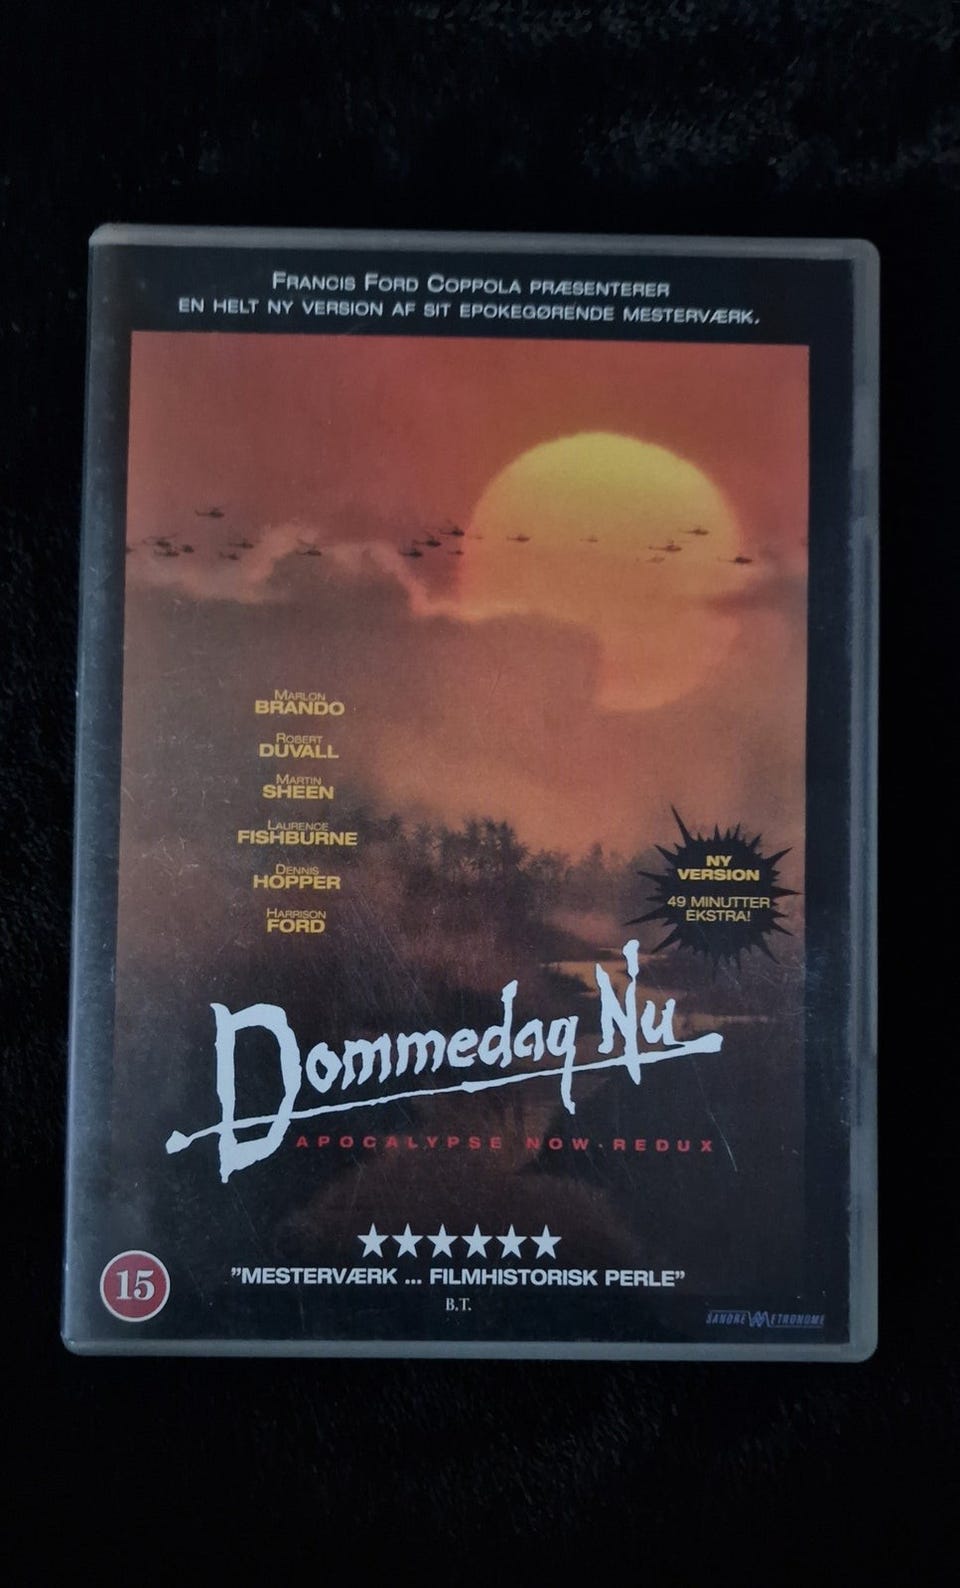 FRANCIS FORD COPPOLA PRÆSENTERER
EN HELT NY VERSION AF SIT EPOKEGØRENDE MESTERVÆRK.
MARLON
BRANDO
ROBERT
DUVALL
MARTIN
SHEEN
LAURENCE
FISHBURNE
DENNIS
HOPPER
HARRISON
FORD
NY
VERSION
49 MINUTTER
EKSTRA!
Dommedag Nu
APOCALYPSE NOW · REDUX
★★★★★★
"MESTERVÆRK ... FILMHISTORISK PERLE"
B.T.
15
SANDREW METRONOME